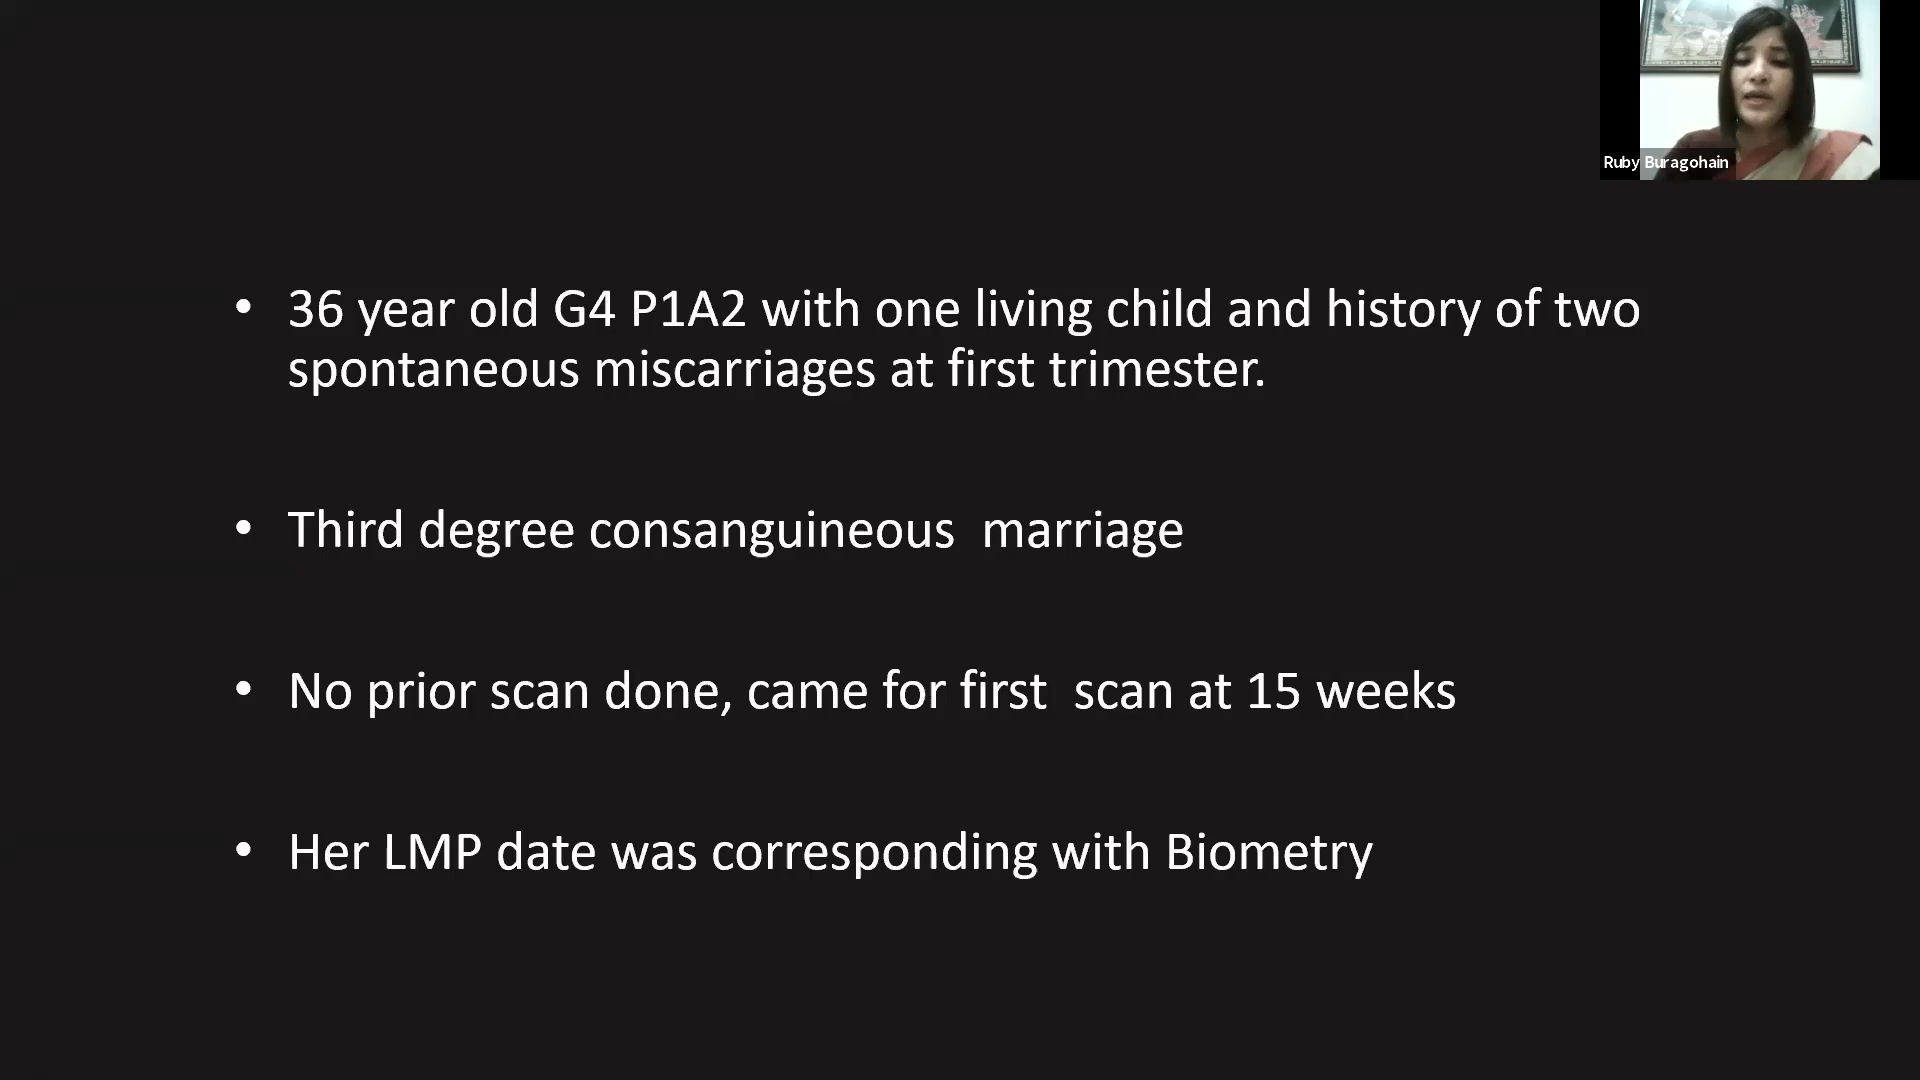 Ruby Buragohain
• 36 year old G4 P1A2 with one living child and history of two
spontaneous miscarriages at first trimester.
• Third degree consanguineous  marriage
• No prior scan done, came for first  scan at 15 weeks
• Her LMP date was corresponding with Biometry